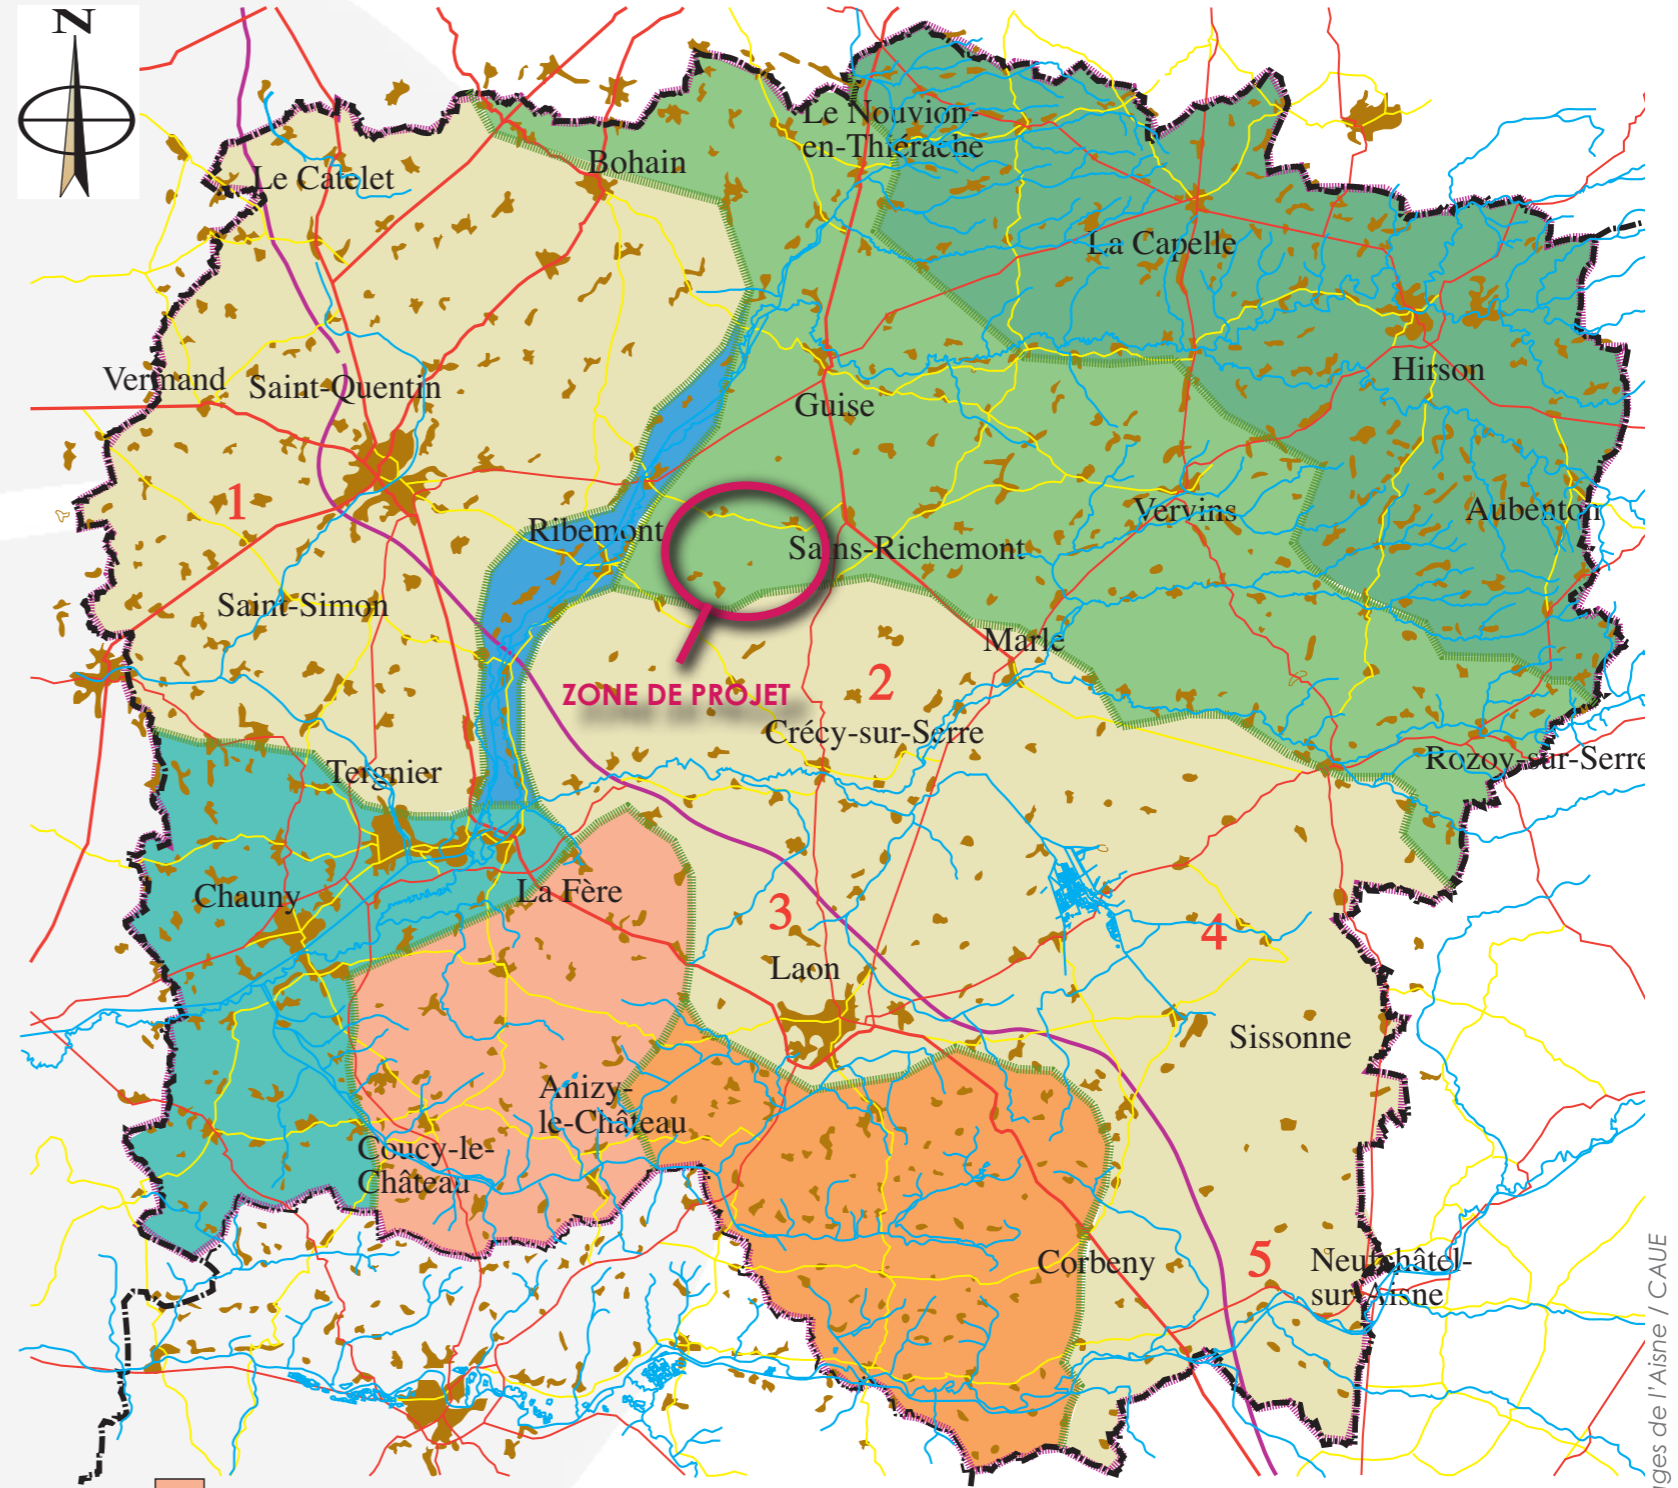 N
Le Nouvion-
en-Thiérache
Bohain
Le Catelet
La Capelle
Vermand
Saint-Quentin
Hirson
Guise
1
Ribemont
Vervins
Aubenton
Sains-Richemont
Saint-Simon
Marle
2
ZONE DE PROJET
Crécy-sur-Serre
Rozoy-sur-Serre
Tergnier
Chauny
La Fère
3
4
Laon
Sissonne
Anizy-
le-Château
Coucy-le-
Château
Corbeny
5
Neufchâtel-
sur-Aisne
de l'Aisne / CAUE